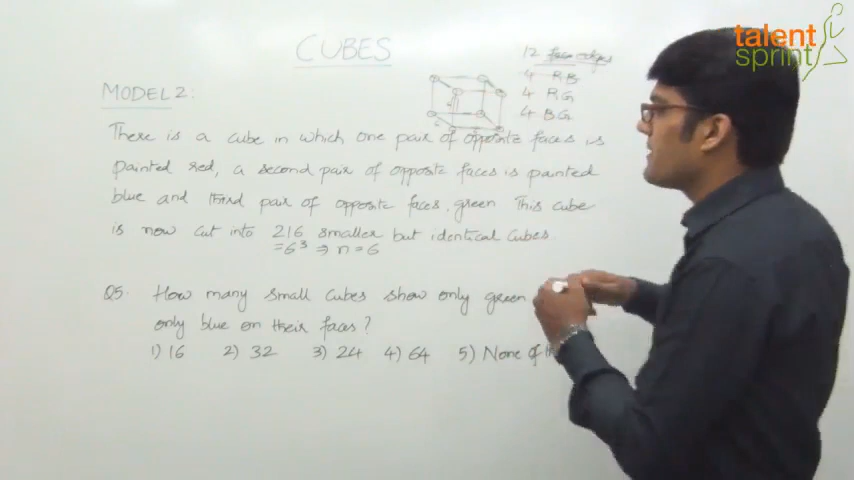 talent
sprint
CUBES
12 face edges
4 RB
4 RG
4 BG
MODEL 2:
There is a cube in which one pair of opposite faces is
painted red, a second pair of opposite faces is painted
blue and third pair of opposite faces, green This cube
is now cut into 216 smaller but identical cubes.
=6³ ⇒ n=6
Q5. How many small cubes show only green
only blue on their faces?
1) 16 2) 32 3) 24 4) 64 5) None of